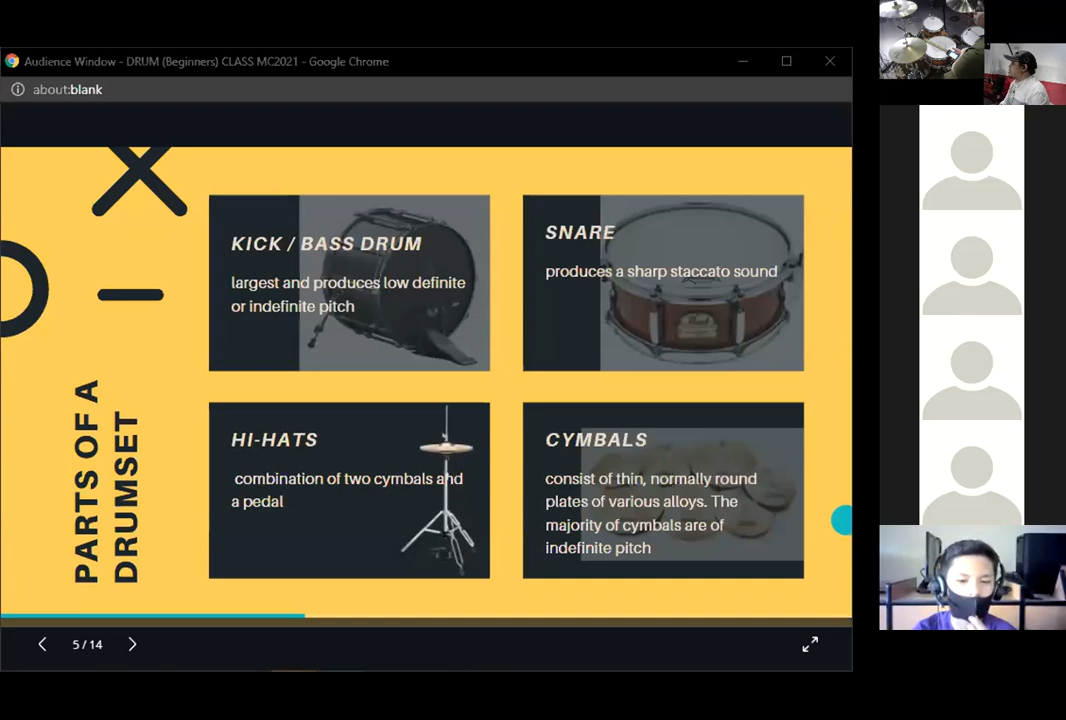 Audience Window - DRUM (Beginners) CLASS MC2021 - Google Chrome
about:blank
PARTS OF A
DRUMSET
KICK / BASS DRUM
largest and produces low definite
or indefinite pitch
SNARE
produces a sharp staccato sound
HI-HATS
combination of two cymbals and
a pedal
CYMBALS
consist of thin, normally round
plates of various alloys. The
majority of cymbals are of
indefinite pitch
5 / 14